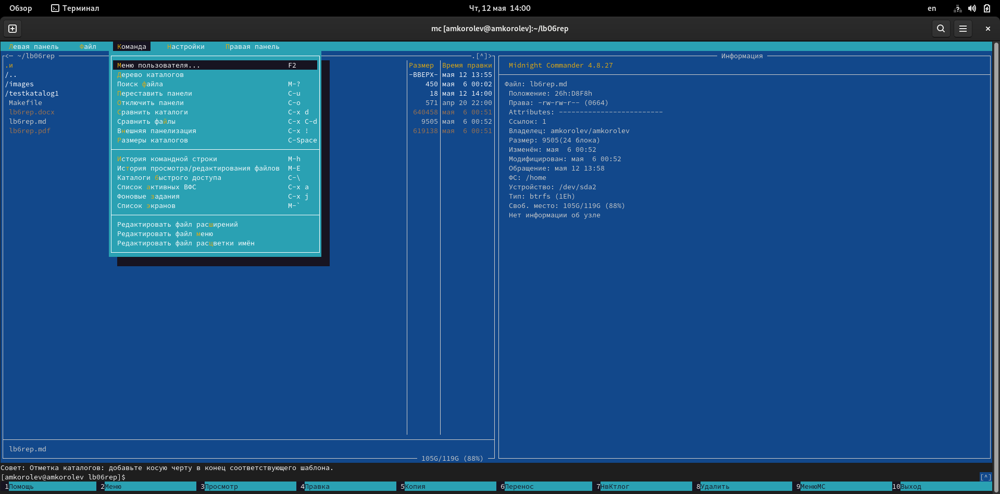 Обзор Терминал Чт, 12 мая 14:00 en
mc [amkorolev@amkorolev]:~/lb06rep
Левая панель Файл Команда Настройки Правая панель
<— ~/lb06rep
.[^]>
.и
/..
/images
/testkatalog1
Makefile
lb6rep.docx
lb6rep.md
lb6rep.pdf
Меню пользователя... F2
Дерево каталогов
Поиск файла M-?
Переставить панели C-u
Отключить панели C-o
Сравнить каталоги C-x d
Сравнить файлы C-x C-d
Внешняя панелизация C-x !
Размеры каталогов C-Space
История командной строки M-h
История просмотра/редактирования файлов M-E
Каталоги быстрого доступа C-\
Список активных ВФС C-x a
Фоновые задания C-x j
Список экранов M-`
Редактировать файл расширений
Редактировать файл меню
Редактировать файл расцветки имён
Размер Время правки
-ВВЕРХ- мая 12 13:55
450 мая 6 00:02
18 мая 12 14:00
571 апр 20 22:00
640458 мая 6 00:51
9505 мая 6 00:52
619138 мая 6 00:51
lb6rep.md
105G/119G (88%)
Информация
Midnight Commander 4.8.27
Файл: lb6rep.md
Положение: 26h:D8F8h
Права: -rw-rw-r-- (0664)
Attributes: -------------------------
Ссылок: 1
Владелец: amkorolev/amkorolev
Размер: 9505(24 блока)
Изменён: мая 6 00:52
Модифицирован: мая 6 00:52
Обращение: мая 12 13:58
ФС: /home
Устройство: /dev/sda2
Тип: btrfs (1Eh)
Своб. место: 105G/119G (88%)
Нет информации об узле
Совет: Отметка каталогов: добавьте косую черту в конец соответствующего шаблона.
[amkorolev@amkorolev lb06rep]$ [^]
1Помощь 2Меню 3Просмотр 4Правка 5Копия 6Перенос 7НвКтлог 8Удалить 9МенюMC 10Выход